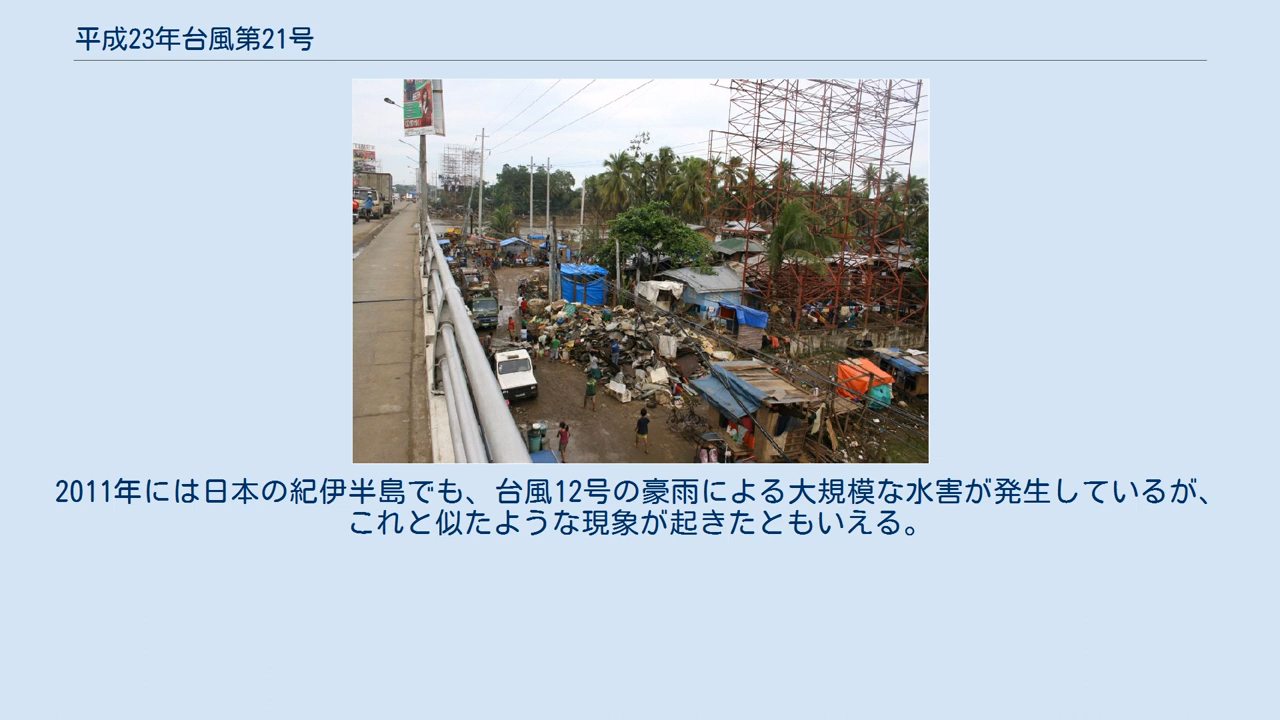 平成23年台風第21号
2011年には日本の紀伊半島でも、台風12号の豪雨による大規模な水害が発生しているが、
これと似たような現象が起きたともいえる。